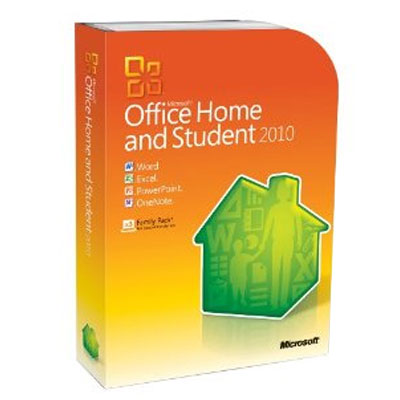 Microsoft
Office Home
and Student 2010
Word.
Excel.
PowerPoint.
OneNote.
Family Pack
Microsoft
Office Home and Student 2010